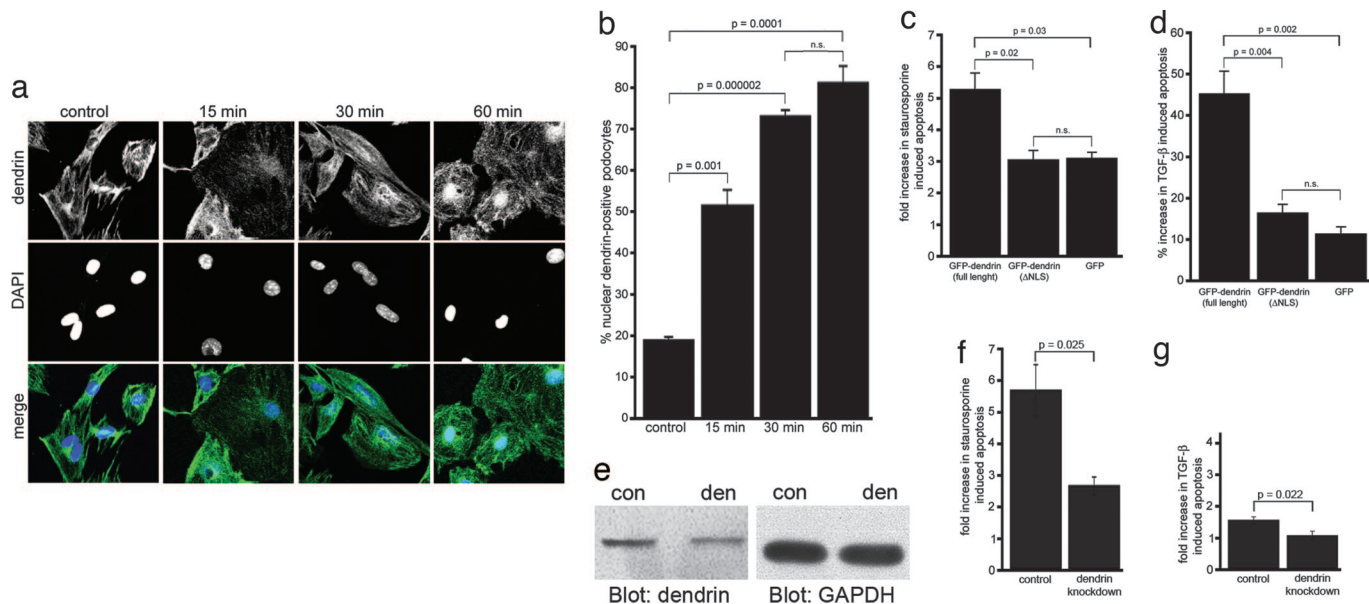 a
control 15 min 30 min 60 min
dendrin
DAPI
merge
b
% nuclear dendrin-positive podocytes
90
80
70
60
50
40
30
20
10
0
p = 0.0001
n.s.
p = 0.000002
p = 0.001
control 15 min 30 min 60 min
c
fold increase in staurosporine
induced apoptosis
7
6
5
4
3
2
1
0
p = 0.03
p = 0.02
n.s.
GFP-dendrin GFP-dendrin GFP
(full lenght) (ΔNLS)
d
% increase in TGF-β induced apoptosis
60
50
40
30
20
10
0
p = 0.002
p = 0.004
n.s.
GFP-dendrin GFP-dendrin GFP
(full lenght) (ΔNLS)
e
con den con den
Blot: dendrin Blot: GAPDH
f
fold increase in staurosporine
induced apoptosis
7
6
5
4
3
2
1
0
p = 0.025
control dendrin
knockdown
g
fold increase in TGF-β
induced apoptosis
4
3
2
1
0
p = 0.022
control dendrin
knockdown